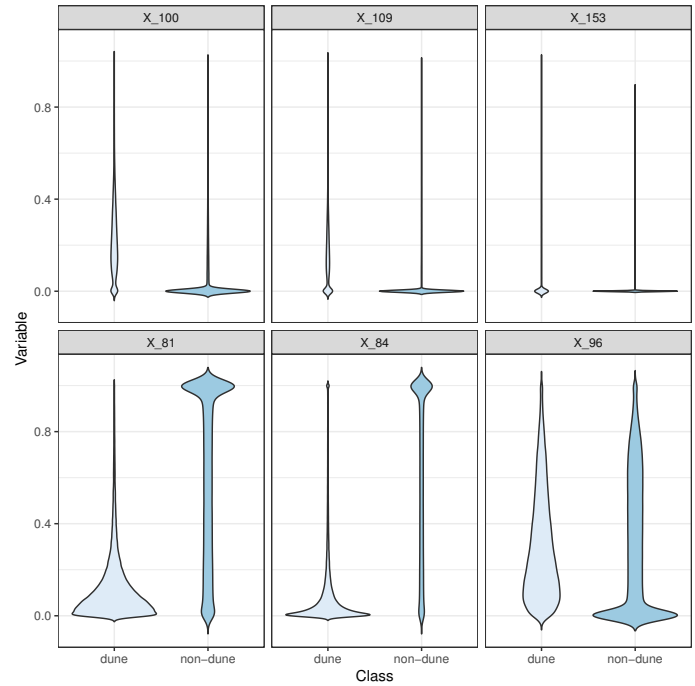 X_100 X_109 X_153
0.8
0.4
0.0
Variable
X_81 X_84 X_96
0.8
0.4
0.0
dune non−dune dune non−dune dune non−dune
Class